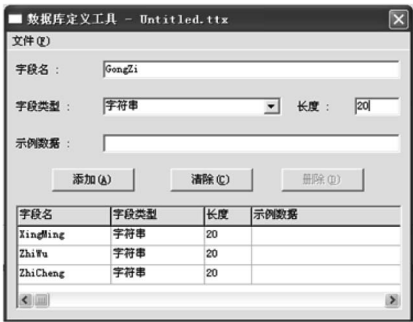 数据库定义工具 - Untitled.ttx
文件(F)
字段名： GongZi
字段类型： 字符串 长度： 20
示例数据：
添加(A) 清除(C) 删除(D)
字段名 字段类型 长度 示例数据
XingMing 字符串 20
ZhiWu 字符串 20
ZhiCheng 字符串 20